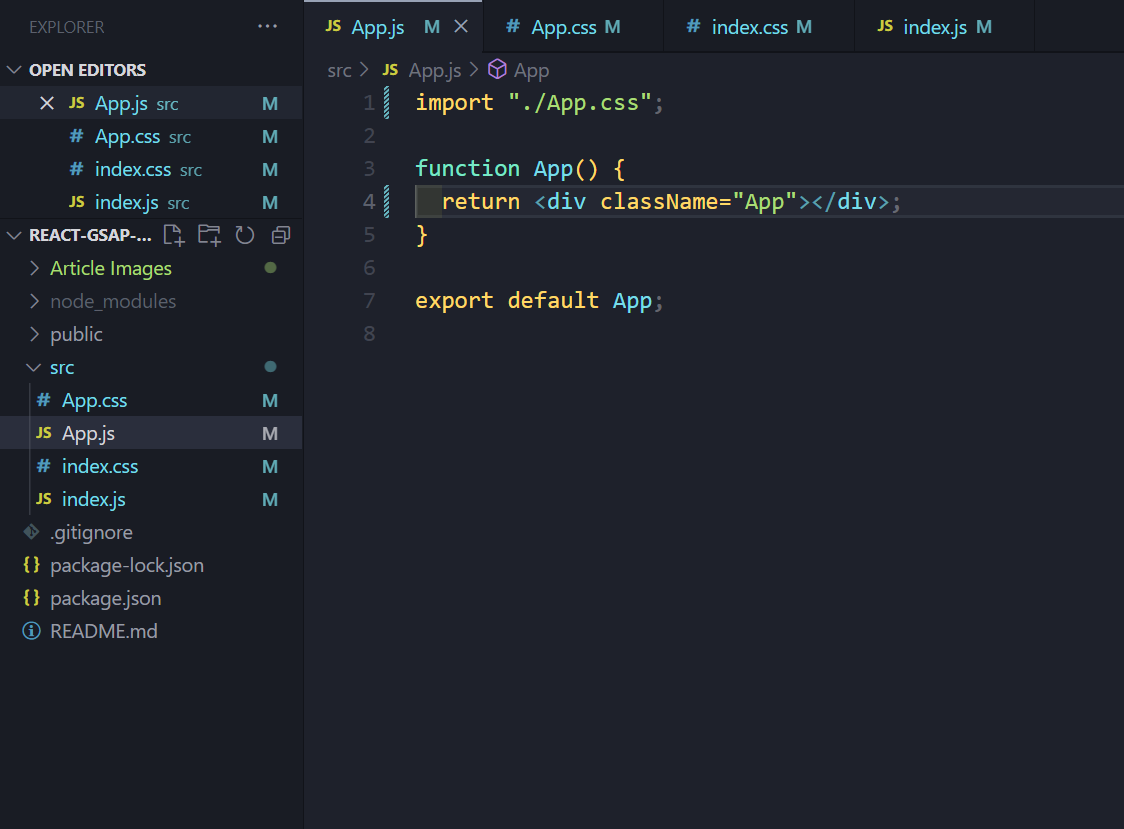 EXPLORER ···
OPEN EDITORS
JS App.js src M
# App.css src M
# index.css src M
JS index.js src M
REACT-GSAP-...
Article Images
node_modules
public
src
# App.css M
JS App.js M
# index.css M
JS index.js M
.gitignore
{} package-lock.json
{} package.json
README.md
JS App.js M # App.css M # index.css M JS index.js M
src > JS App.js > App
1 import "./App.css";
2
3 function App() {
4   return <div className="App"></div>;
5 }
6
7 export default App;
8